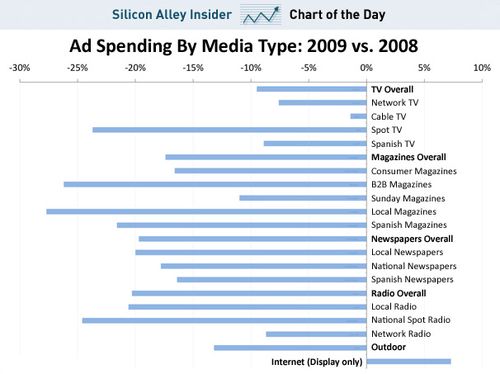 Silicon Alley Insider Chart of the Day
Ad Spending By Media Type: 2009 vs. 2008
-30% -25% -20% -15% -10% -5% 0% 5% 10%
TV Overall
Network TV
Cable TV
Spot TV
Spanish TV
Magazines Overall
Consumer Magazines
B2B Magazines
Sunday Magazines
Local Magazines
Spanish Magazines
Newspapers Overall
Local Newspapers
National Newspapers
Spanish Newspapers
Radio Overall
Local Radio
National Spot Radio
Network Radio
Outdoor
Internet (Display only)